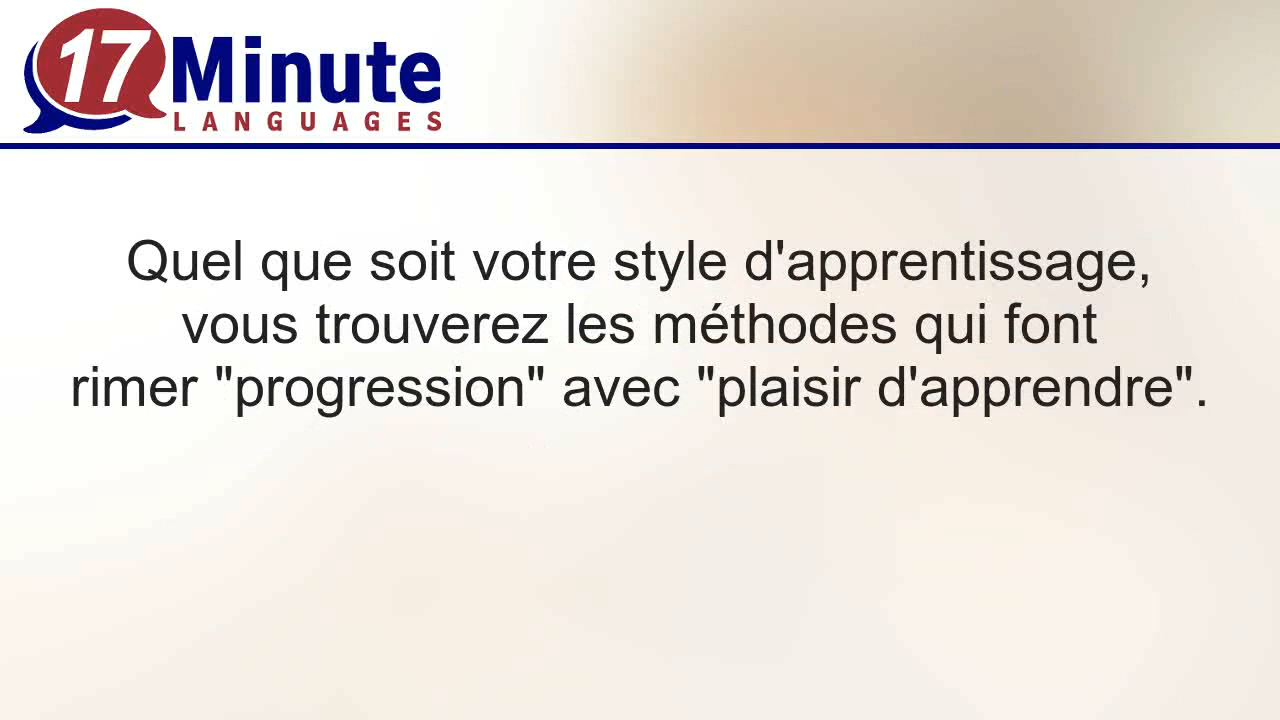 17 Minute
LANGUAGES
Quel que soit votre style d'apprentissage,
vous trouverez les méthodes qui font
rimer "progression" avec "plaisir d'apprendre".